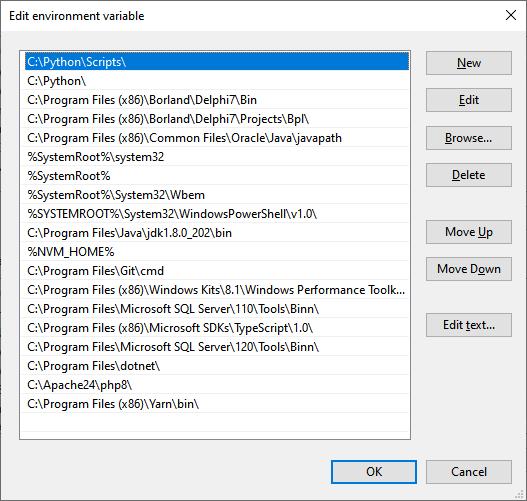 Edit environment variable
C:\Python\Scripts\
New
C:\Python\
C:\Program Files (x86)\Borland\Delphi7\Bin
Edit
C:\Program Files (x86)\Borland\Delphi7\Projects\Bpl\
C:\Program Files (x86)\Common Files\Oracle\Java\javapath
Browse...
%SystemRoot%\system32
%SystemRoot%
Delete
%SystemRoot%\System32\Wbem
%SYSTEMROOT%\System32\WindowsPowerShell\v1.0\
C:\Program Files\Java\jdk1.8.0_202\bin
Move Up
%NVM_HOME%
C:\Program Files\Git\cmd
Move Down
C:\Program Files (x86)\Windows Kits\8.1\Windows Performance Toolk...
C:\Program Files\Microsoft SQL Server\110\Tools\Binn\
C:\Program Files (x86)\Microsoft SDKs\TypeScript\1.0\
Edit text...
C:\Program Files\Microsoft SQL Server\120\Tools\Binn\
C:\Program Files\dotnet\
C:\Apache24\php8\
C:\Program Files (x86)\Yarn\bin\
OK
Cancel